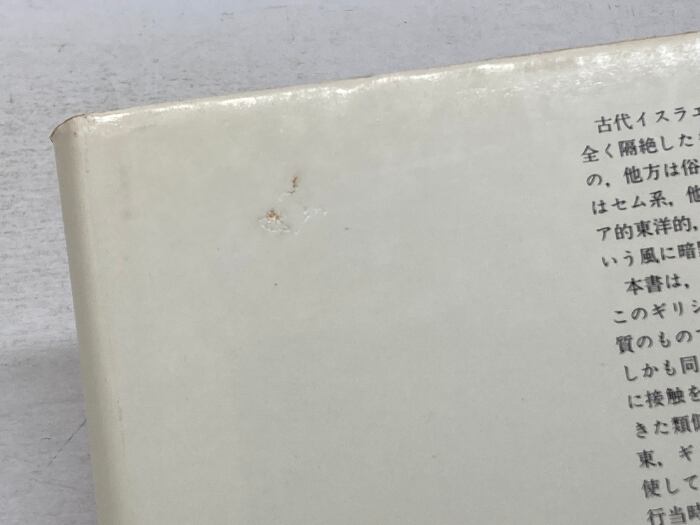 古代イスラエ
全く隔絶した
の，他方は俗
はセム系，他
ア的東洋的，
いう風に暗
本書は，
このギリシ
質のもの
しかも同
に接触を
きた類
東，ギ
使して
行当時